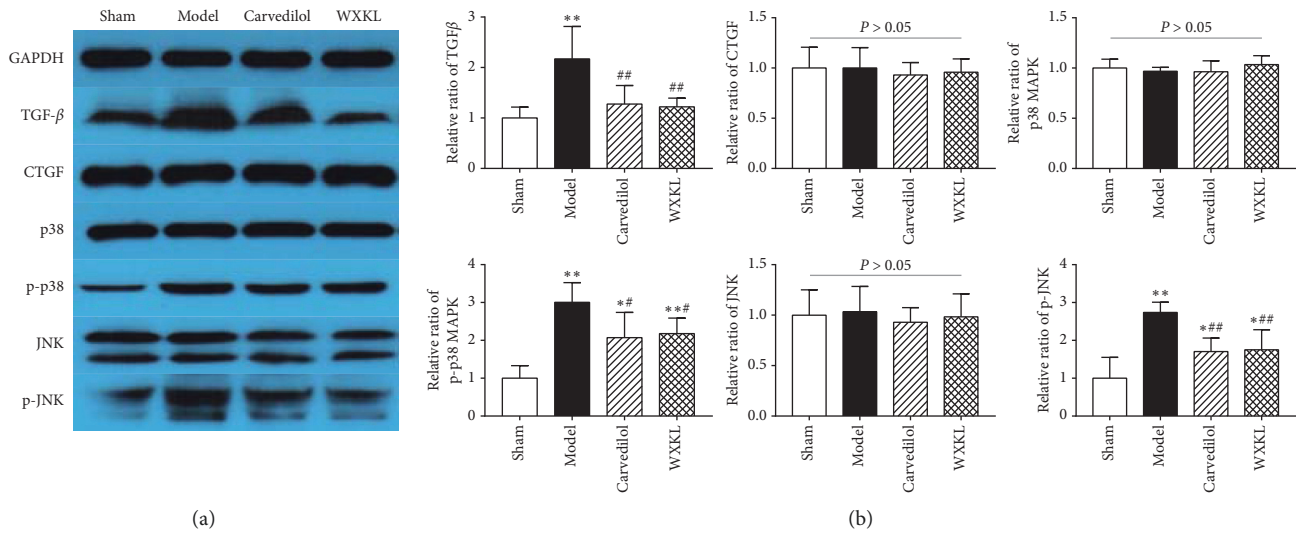 Sham Model Carvedilol WXKL
GAPDH
TGF-β
CTGF
p38
p-p38
JNK
p-JNK
(a)
Relative ratio of TGFβ
3
2
1
0
**
##
##
Sham
Model
Carvedilol
WXKL
Relative ratio of CTGF
1.5
1.0
0.5
0.0
P > 0.05
Sham
Model
Carvedilol
WXKL
Relative ratio of
p38 MAPK
1.5
1.0
0.5
0.0
P > 0.05
Sham
Model
Carvedilol
WXKL
Relative ratio of
p-p38 MAPK
4
3
2
1
0
**
*#
**#
Sham
Model
Carvedilol
WXKL
Relative ratio of JNK
1.5
1.0
0.5
0.0
P > 0.05
Sham
Model
Carvedilol
WXKL
Relative ratio of p-JNK
4
3
2
1
0
**
*##
*##
Sham
Model
Carvedilol
WXKL
(b)